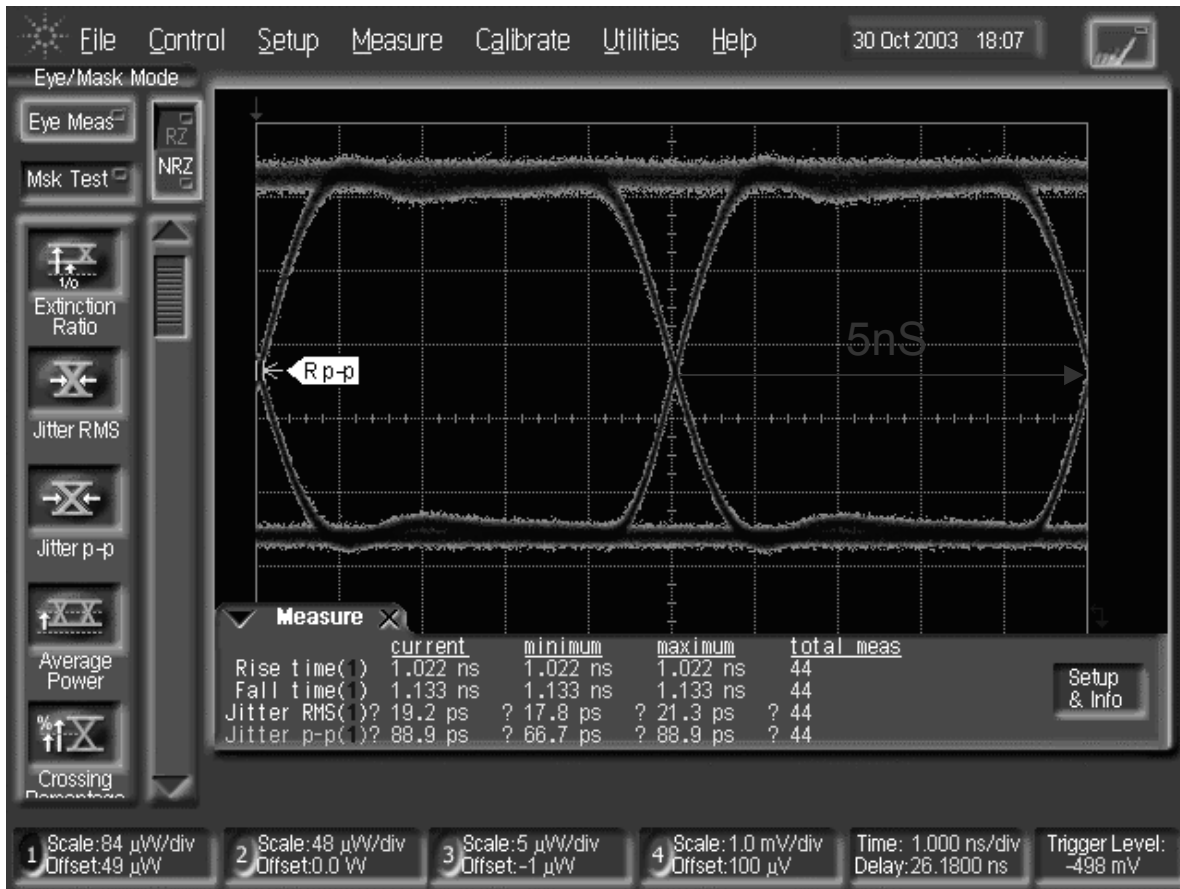 File Control Setup Measure Calibrate Utilities Help 30 Oct 2003 18:07
Eye/Mask Mode
Eye Meas
RZ
NRZ
Msk Test
1/0
Extinction
Ratio
Jitter RMS
Jitter p-p
Average
Power
%
Crossing
Percentage
R p-p
5nS
Measure
current minimum maximum total meas
Rise time(1) 1.022 ns 1.022 ns 1.022 ns 44
Fall time(1) 1.133 ns 1.133 ns 1.133 ns 44
Jitter RMS(1)? 19.2 ps ? 17.8 ps ? 21.3 ps ? 44
Jitter p-p(1)? 88.9 ps ? 66.7 ps ? 88.9 ps ? 44
Setup
& Info
1 Scale:84 µW/div
Offset:49 µW
2 Scale:48 µW/div
Offset:0.0 W
3 Scale:5 µW/div
Offset:-1 µW
4 Scale:1.0 mV/div
Offset:100 µV
Time: 1.000 ns/div
Delay:26.1800 ns
Trigger Level:
-498 mV